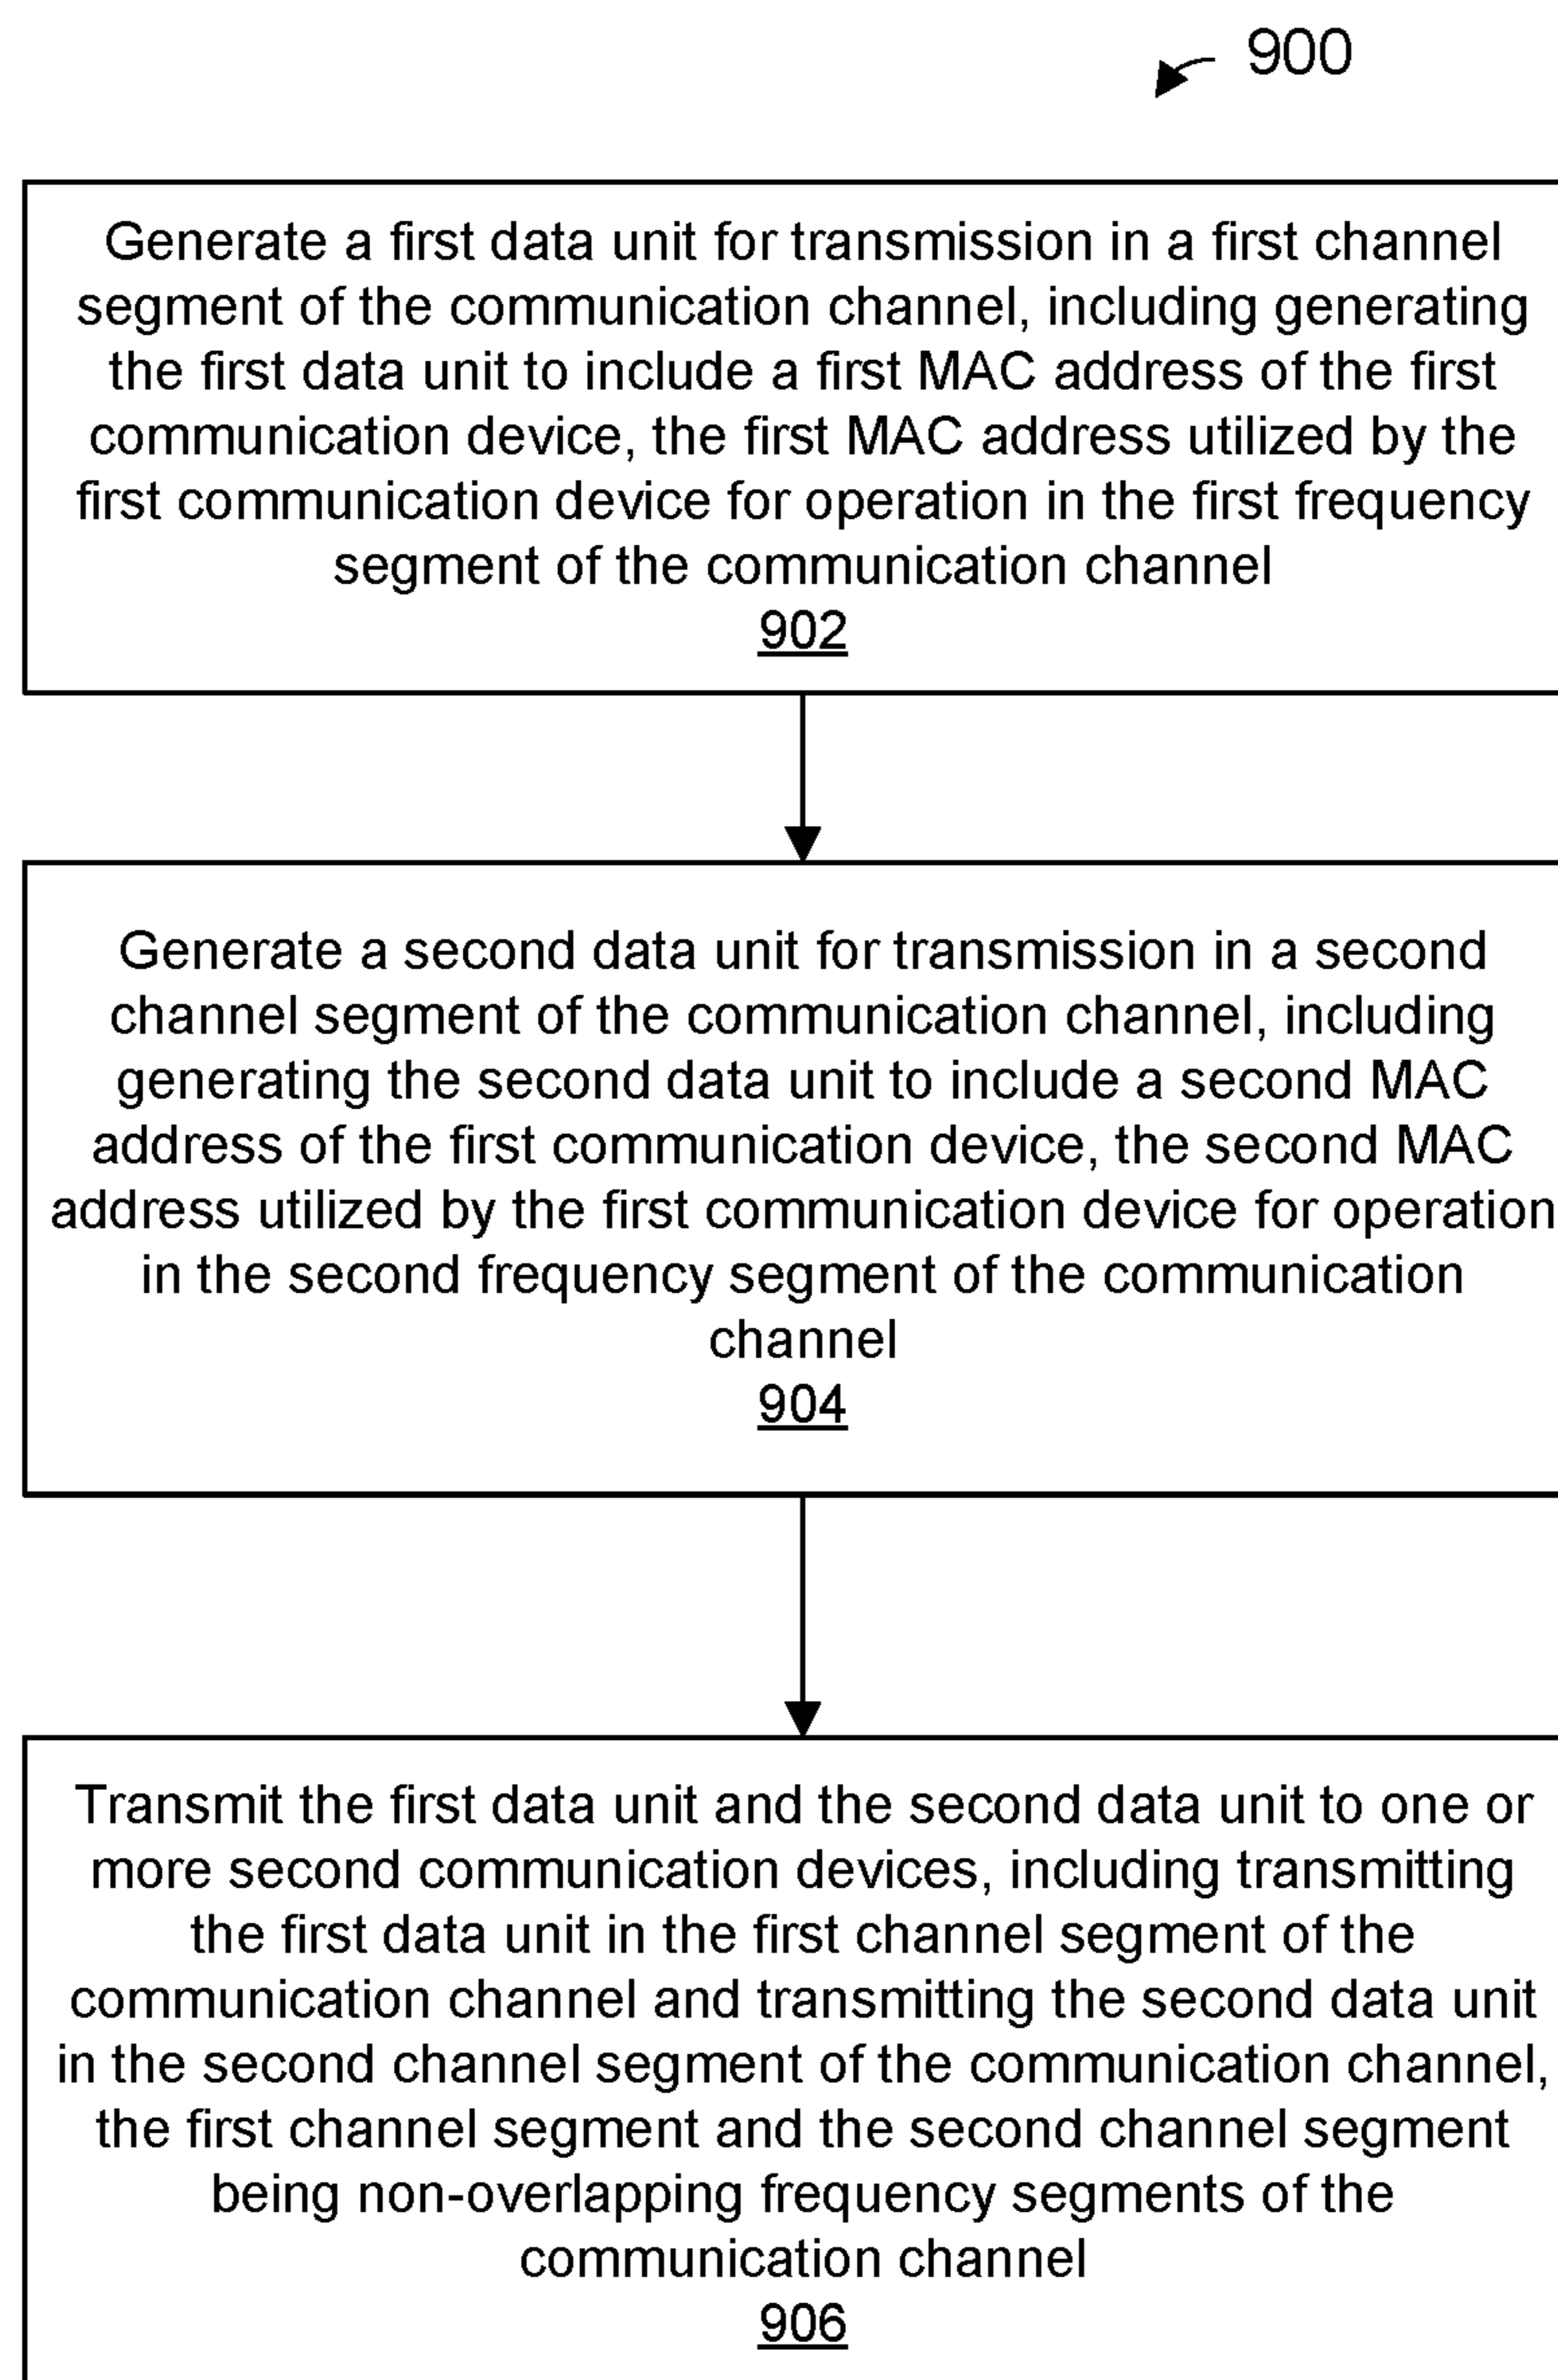 900
Generate a first data unit for transmission in a first channel
segment of the communication channel, including generating
the first data unit to include a first MAC address of the first
communication device, the first MAC address utilized by the
first communication device for operation in the first frequency
segment of the communication channel
902
Generate a second data unit for transmission in a second
channel segment of the communication channel, including
generating the second data unit to include a second MAC
address of the first communication device, the second MAC
address utilized by the first communication device for operation
in the second frequency segment of the communication
channel
904
Transmit the first data unit and the second data unit to one or
more second communication devices, including transmitting
the first data unit in the first channel segment of the
communication channel and transmitting the second data unit
in the second channel segment of the communication channel,
the first channel segment and the second channel segment
being non-overlapping frequency segments of the
communication channel
906